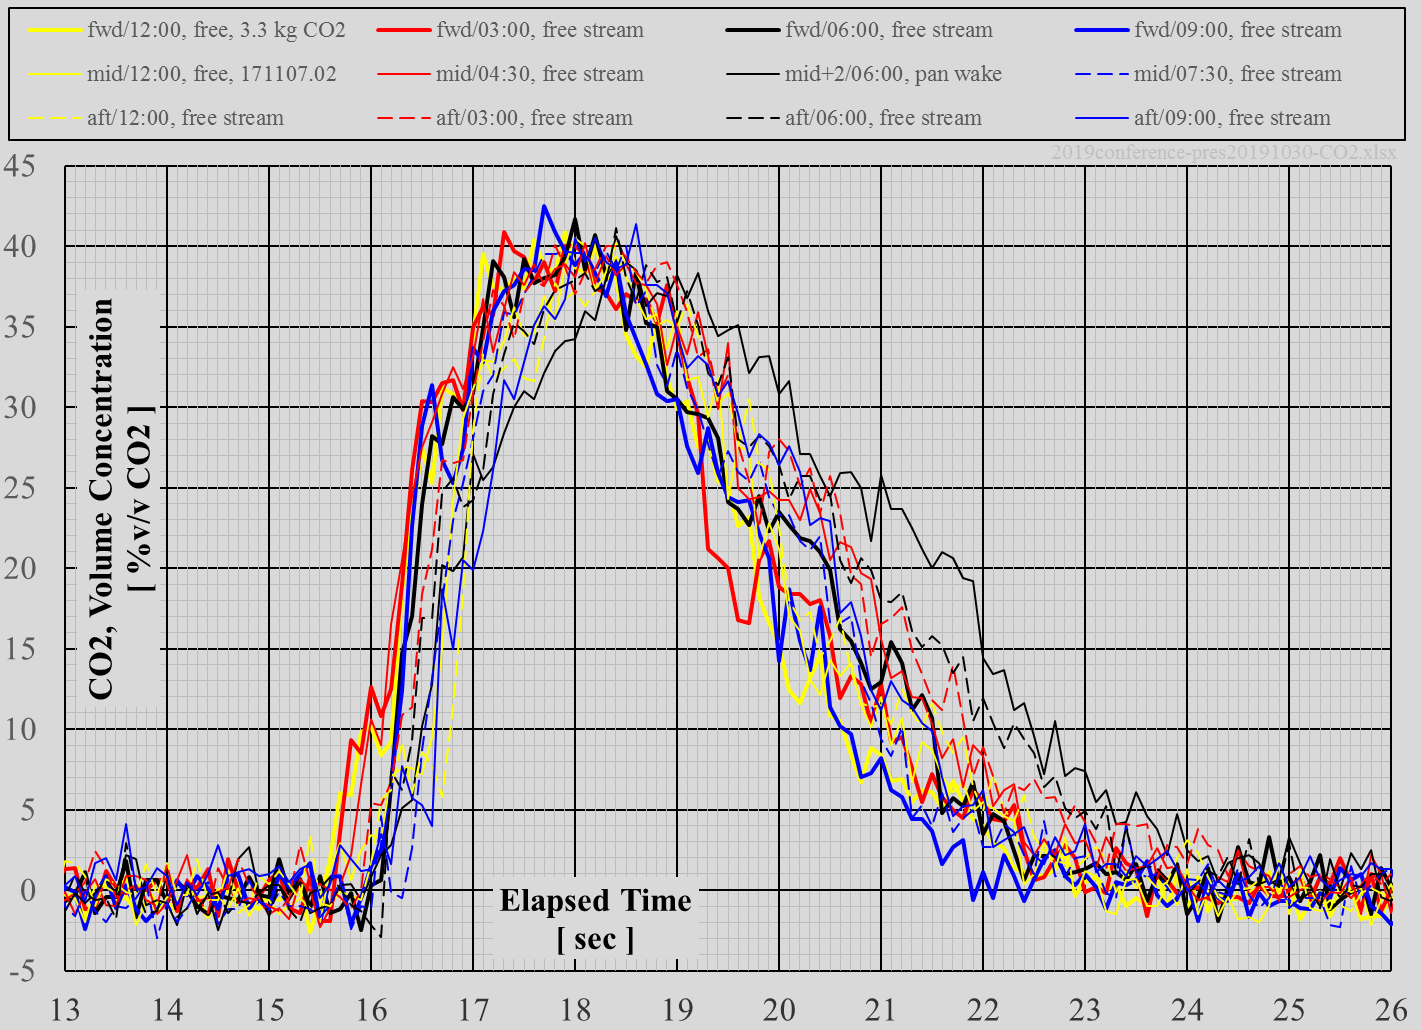 fwd/12:00, free, 3.3 kg CO2 fwd/03:00, free stream fwd/06:00, free stream fwd/09:00, free stream
mid/12:00, free, 171107.02 mid/04:30, free stream mid+2/06:00, pan wake mid/07:30, free stream
aft/12:00, free stream aft/03:00, free stream aft/06:00, free stream aft/09:00, free stream
2019conference-pres20191030-CO2.xlsx
45
40
35
30
25
20
15
10
5
0
-5
CO2, Volume Concentration
[ %v/v CO2 ]
Elapsed Time
[ sec ]
13 14 15 16 17 18 19 20 21 22 23 24 25 26